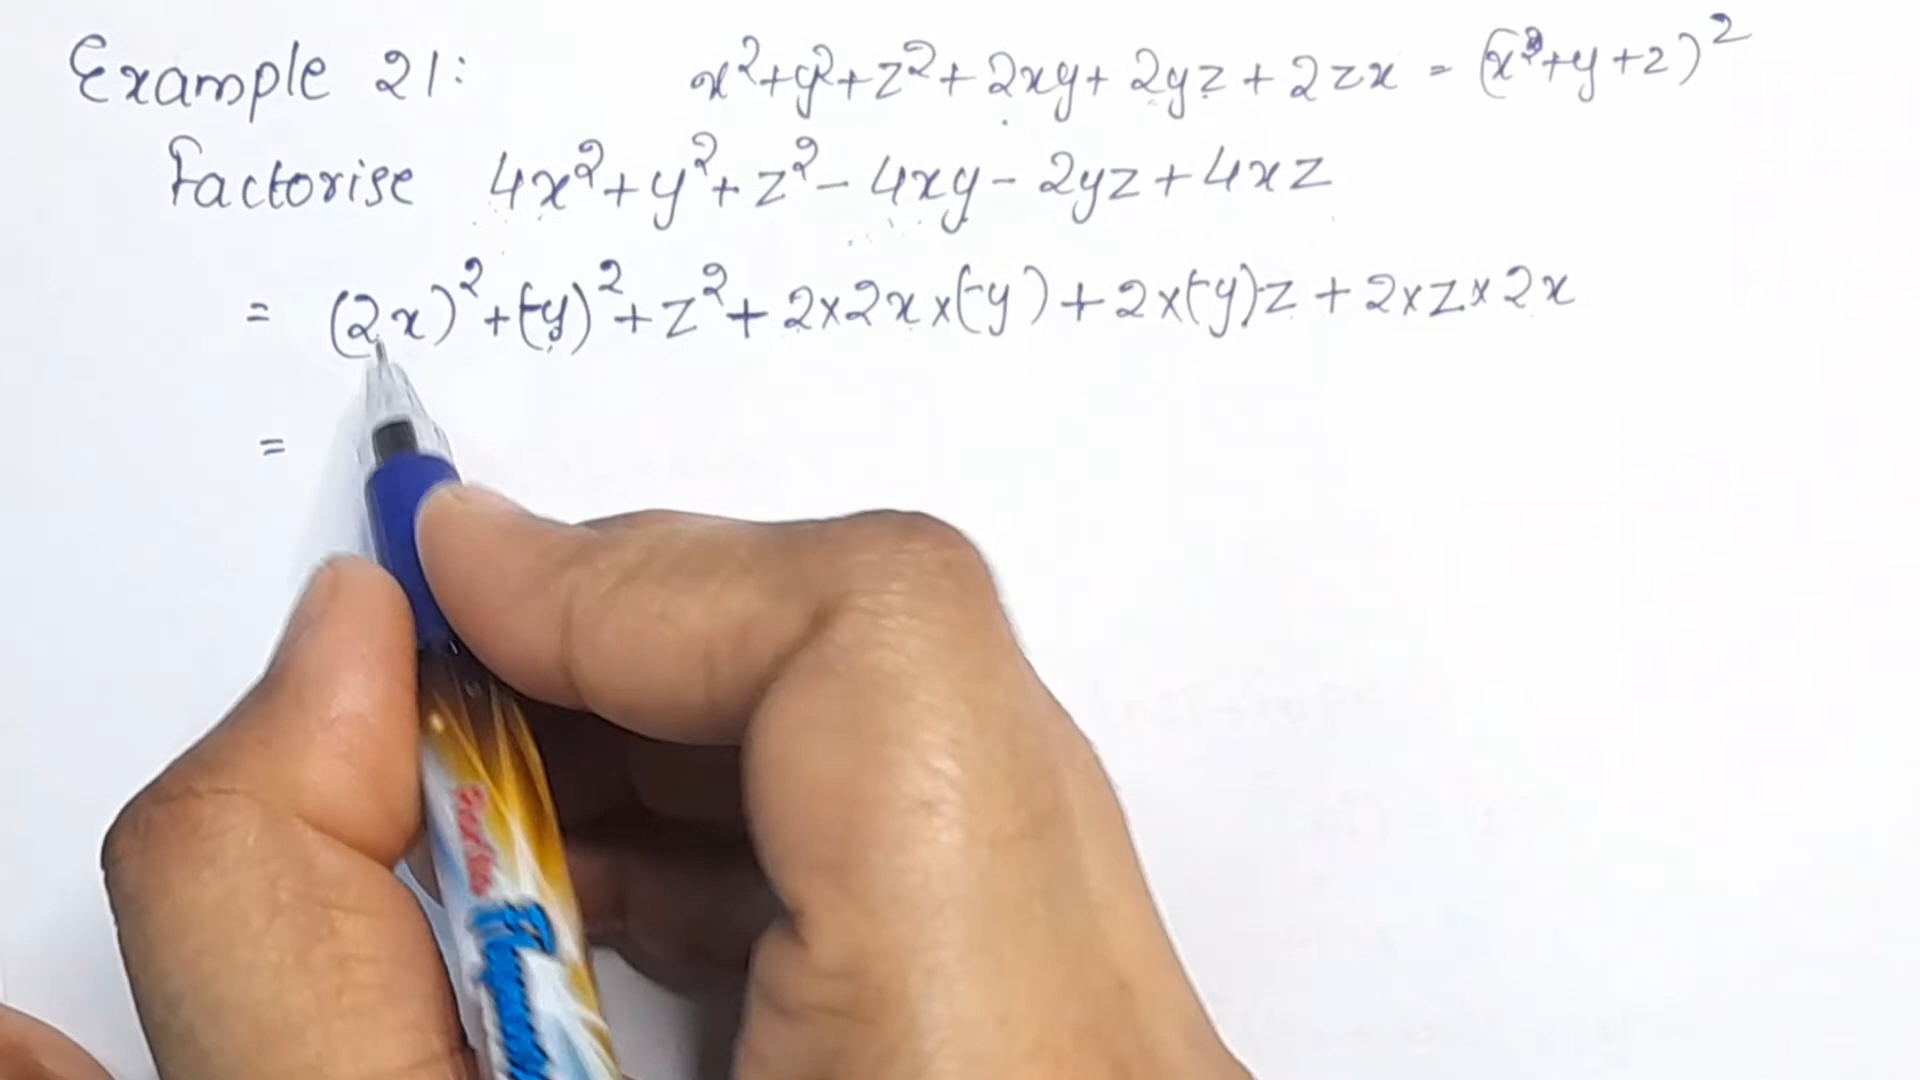 Example 21: x²+y²+z²+2xy+2yz+2zx = (x²+y+z)²
Factorise 4x²+y²+z²-4xy-2yz+4xz
= (2x)²+(-y)²+z²+2×2x×(-y)+2×(-y)z+2×z×2x
=